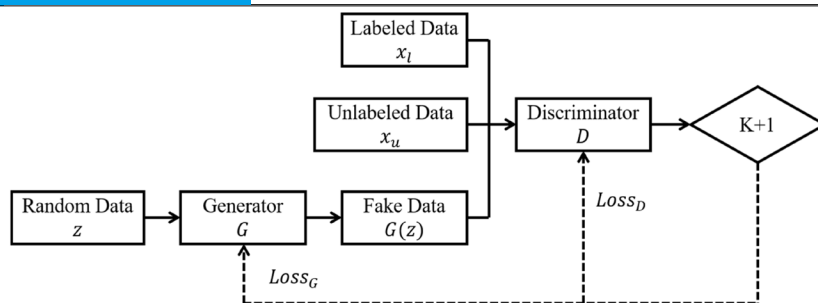 Labeled Data
x_l
Unlabeled Data
x_u
Discriminator
D
K+1
Random Data
z
Generator
G
Fake Data
G(z)
Loss_D
Loss_G